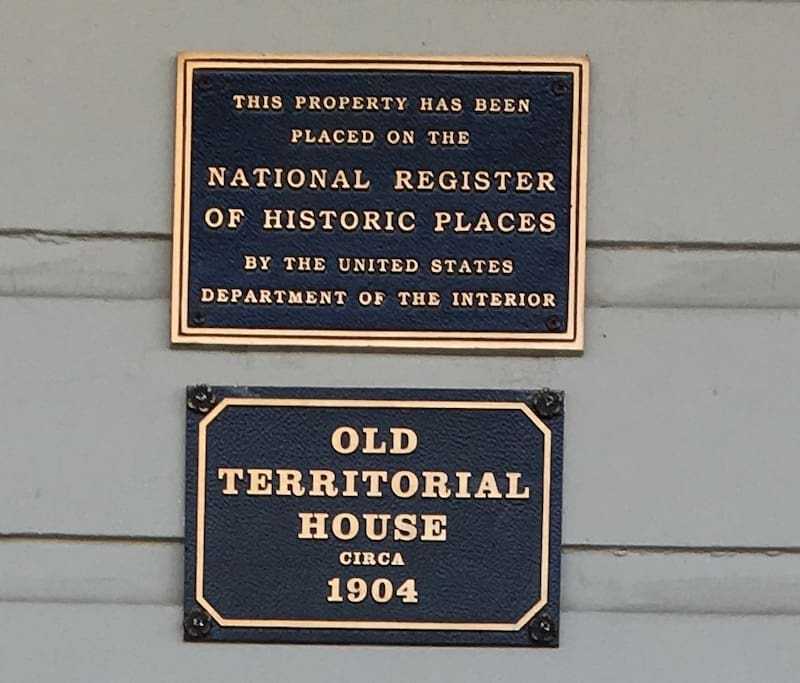 THIS PROPERTY HAS BEEN
PLACED ON THE
NATIONAL REGISTER
OF HISTORIC PLACES
BY THE UNITED STATES
DEPARTMENT OF THE INTERIOR
OLD
TERRITORIAL
HOUSE
CIRCA
1904